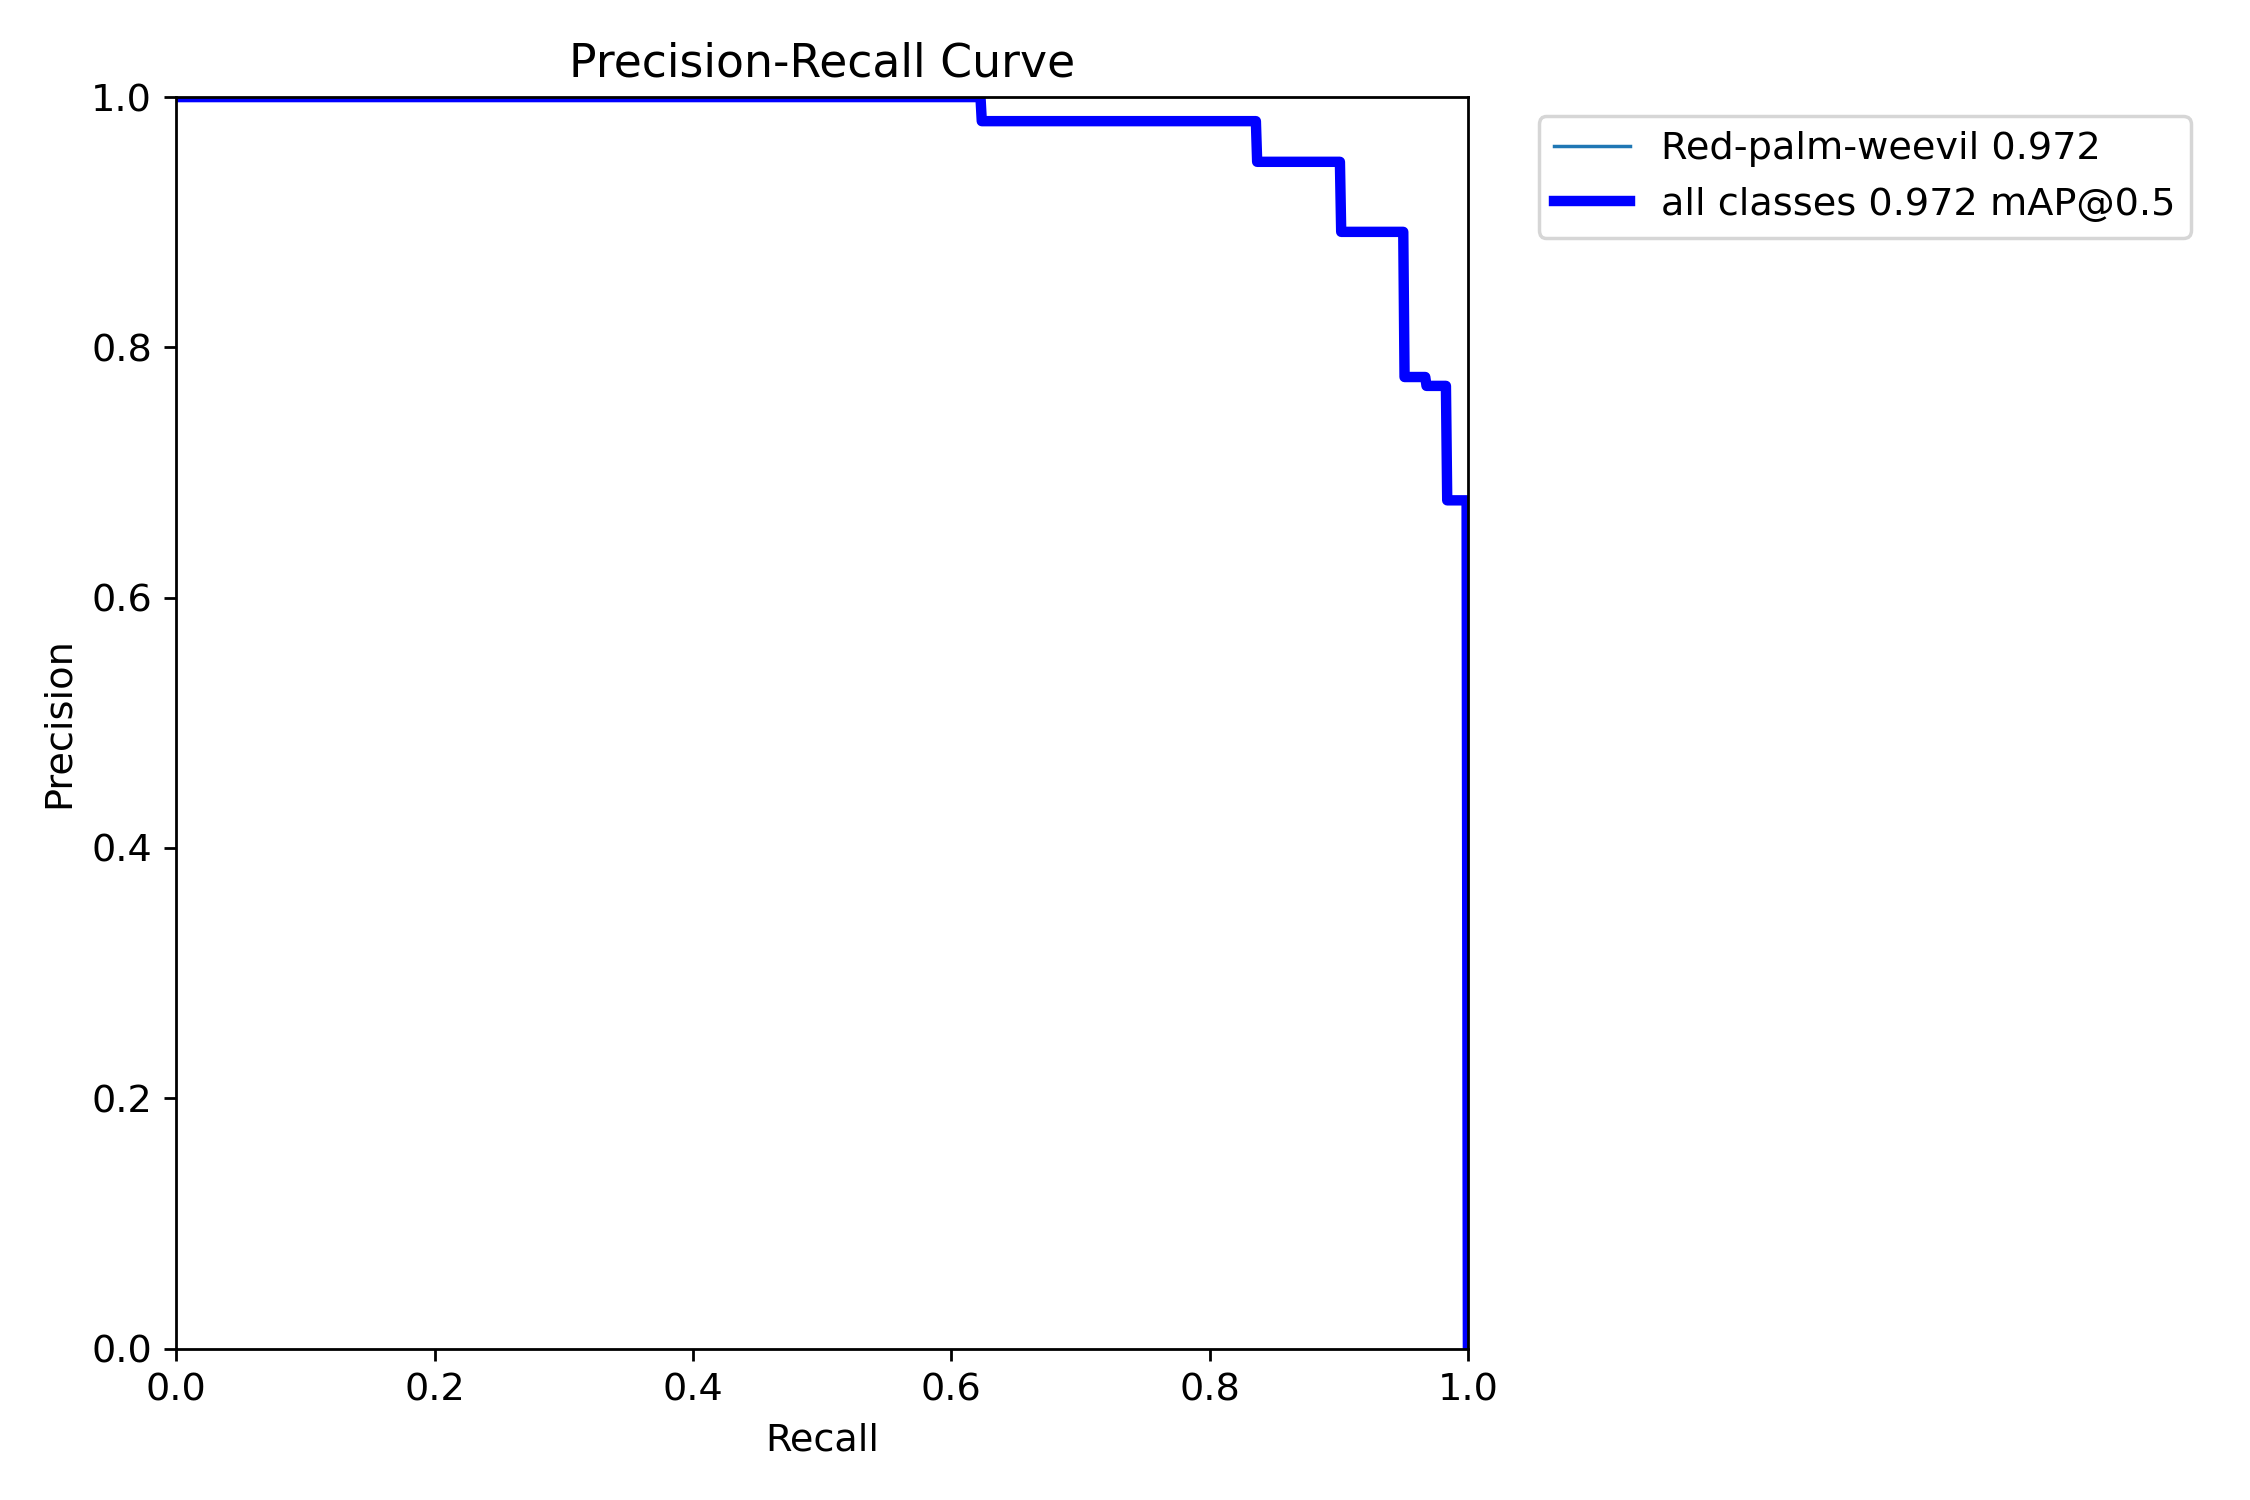 Precision-Recall Curve
1.0
0.8
0.6
0.4
0.2
0.0
Precision
0.0 0.2 0.4 0.6 0.8 1.0
Recall
Red-palm-weevil 0.972
all classes 0.972 mAP@0.5